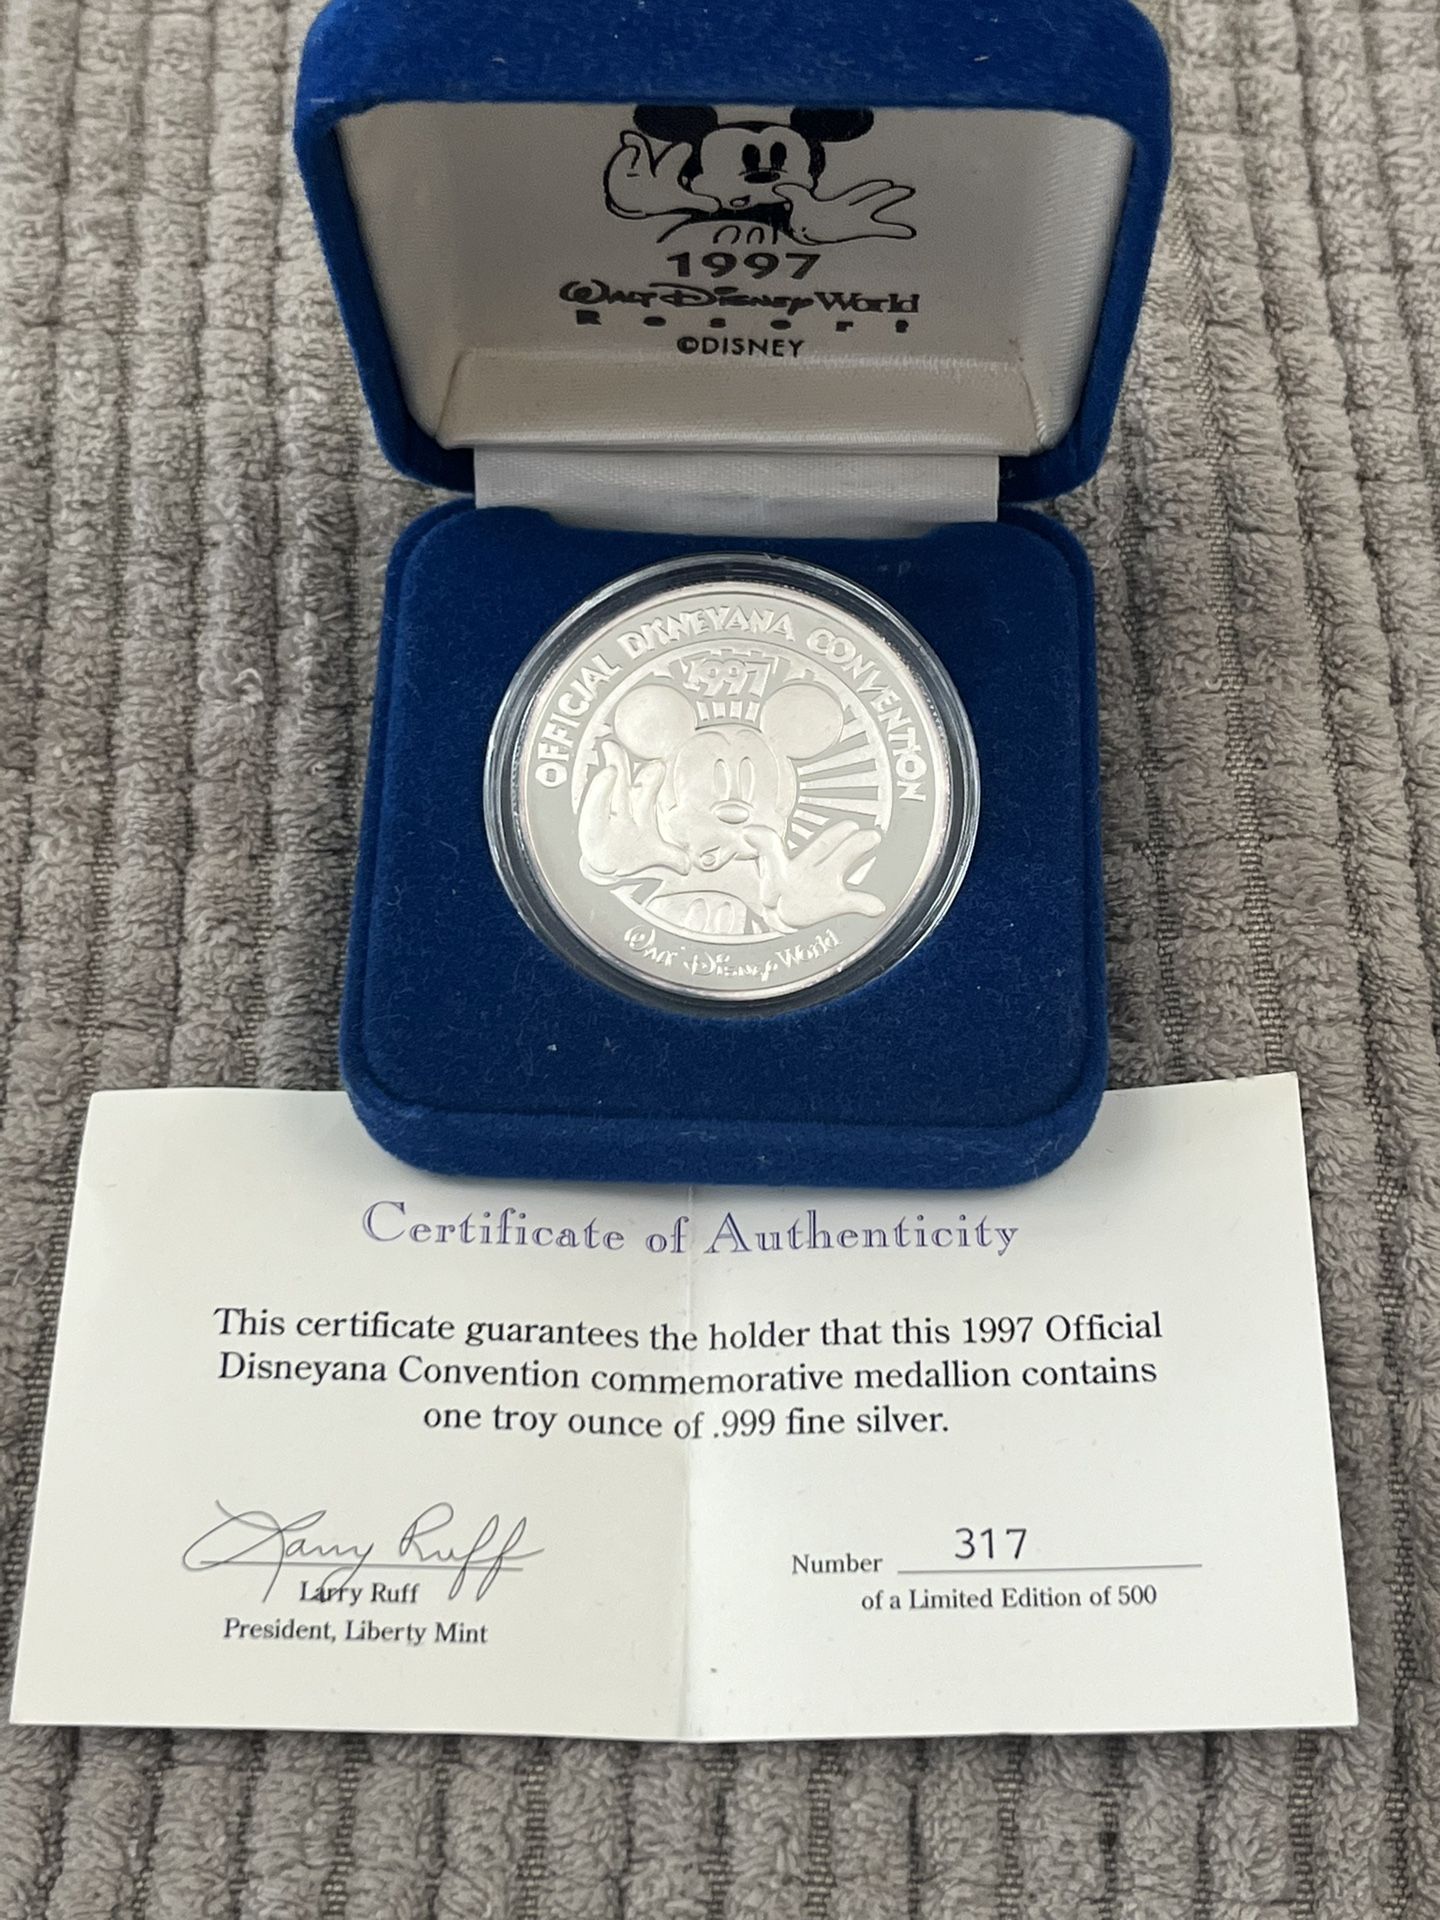 1997
Walt Disney World
Resort
©DISNEY
OFFICIAL DISNEYANA CONVENTION
1997
Walt Disney World
Certificate of Authenticity
This certificate guarantees the holder that this 1997 Official
Disneyana Convention commemorative medallion contains
one troy ounce of .999 fine silver.
Larry Ruff
Larry Ruff
President, Liberty Mint
Number 317
of a Limited Edition of 500